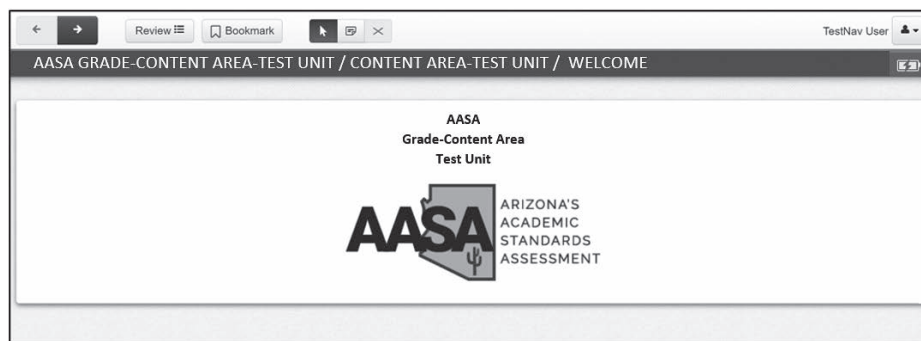 Review Bookmark TestNav User
AASA GRADE-CONTENT AREA-TEST UNIT / CONTENT AREA-TEST UNIT / WELCOME
AASA
Grade-Content Area
Test Unit
AASA
ARIZONA'S
ACADEMIC
STANDARDS
ASSESSMENT